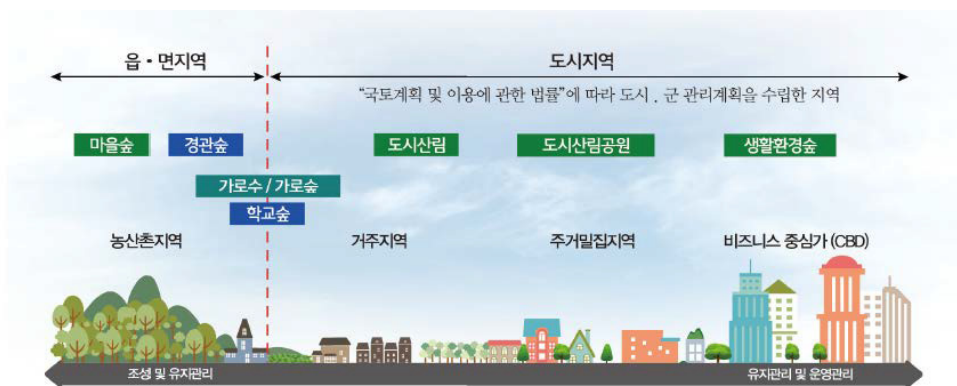 읍・면지역
도시지역
“국토계획 및 이용에 관한 법률”에 따라 도시 . 군 관리계획을 수립한 지역
마을숲
경관숲
도시산림
도시산림공원
생활환경숲
가로수 / 가로숲
학교숲
농산촌지역
거주지역
주거밀집지역
비즈니스 중심가 (CBD)
조성 및 유지관리
유지관리 및 운영관리